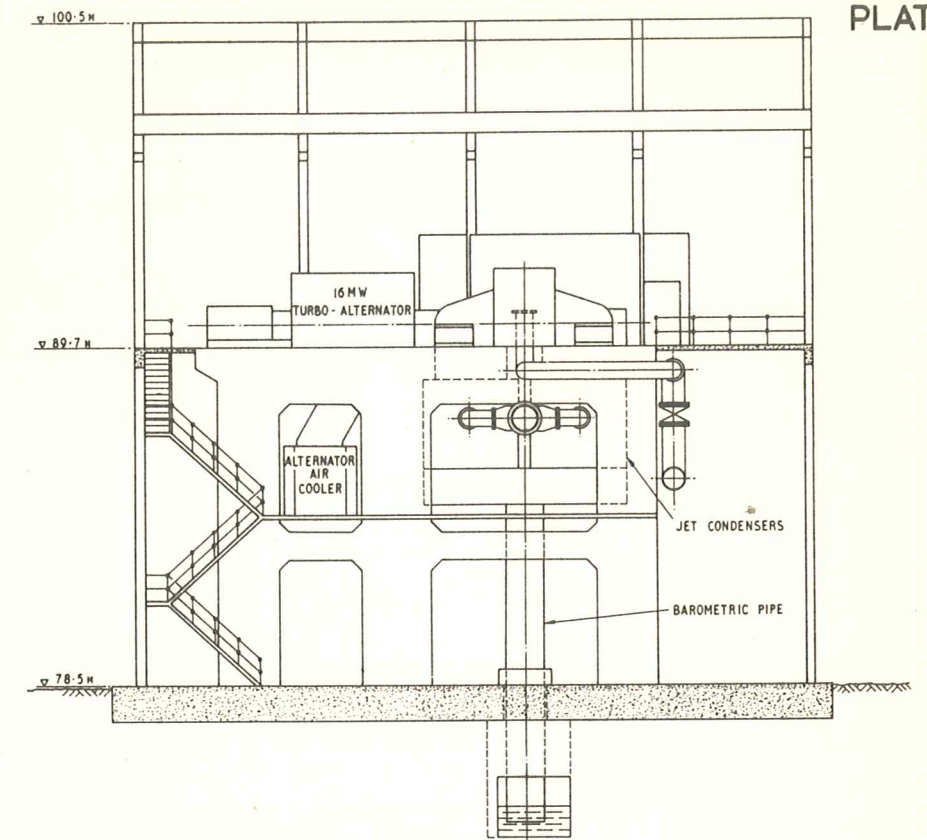 100·5 M
PLAT
16 MW
TURBO - ALTERNATOR
89·7 M
ALTERNATOR
AIR
COOLER
JET CONDENSERS
BAROMETRIC PIPE
78·5 M